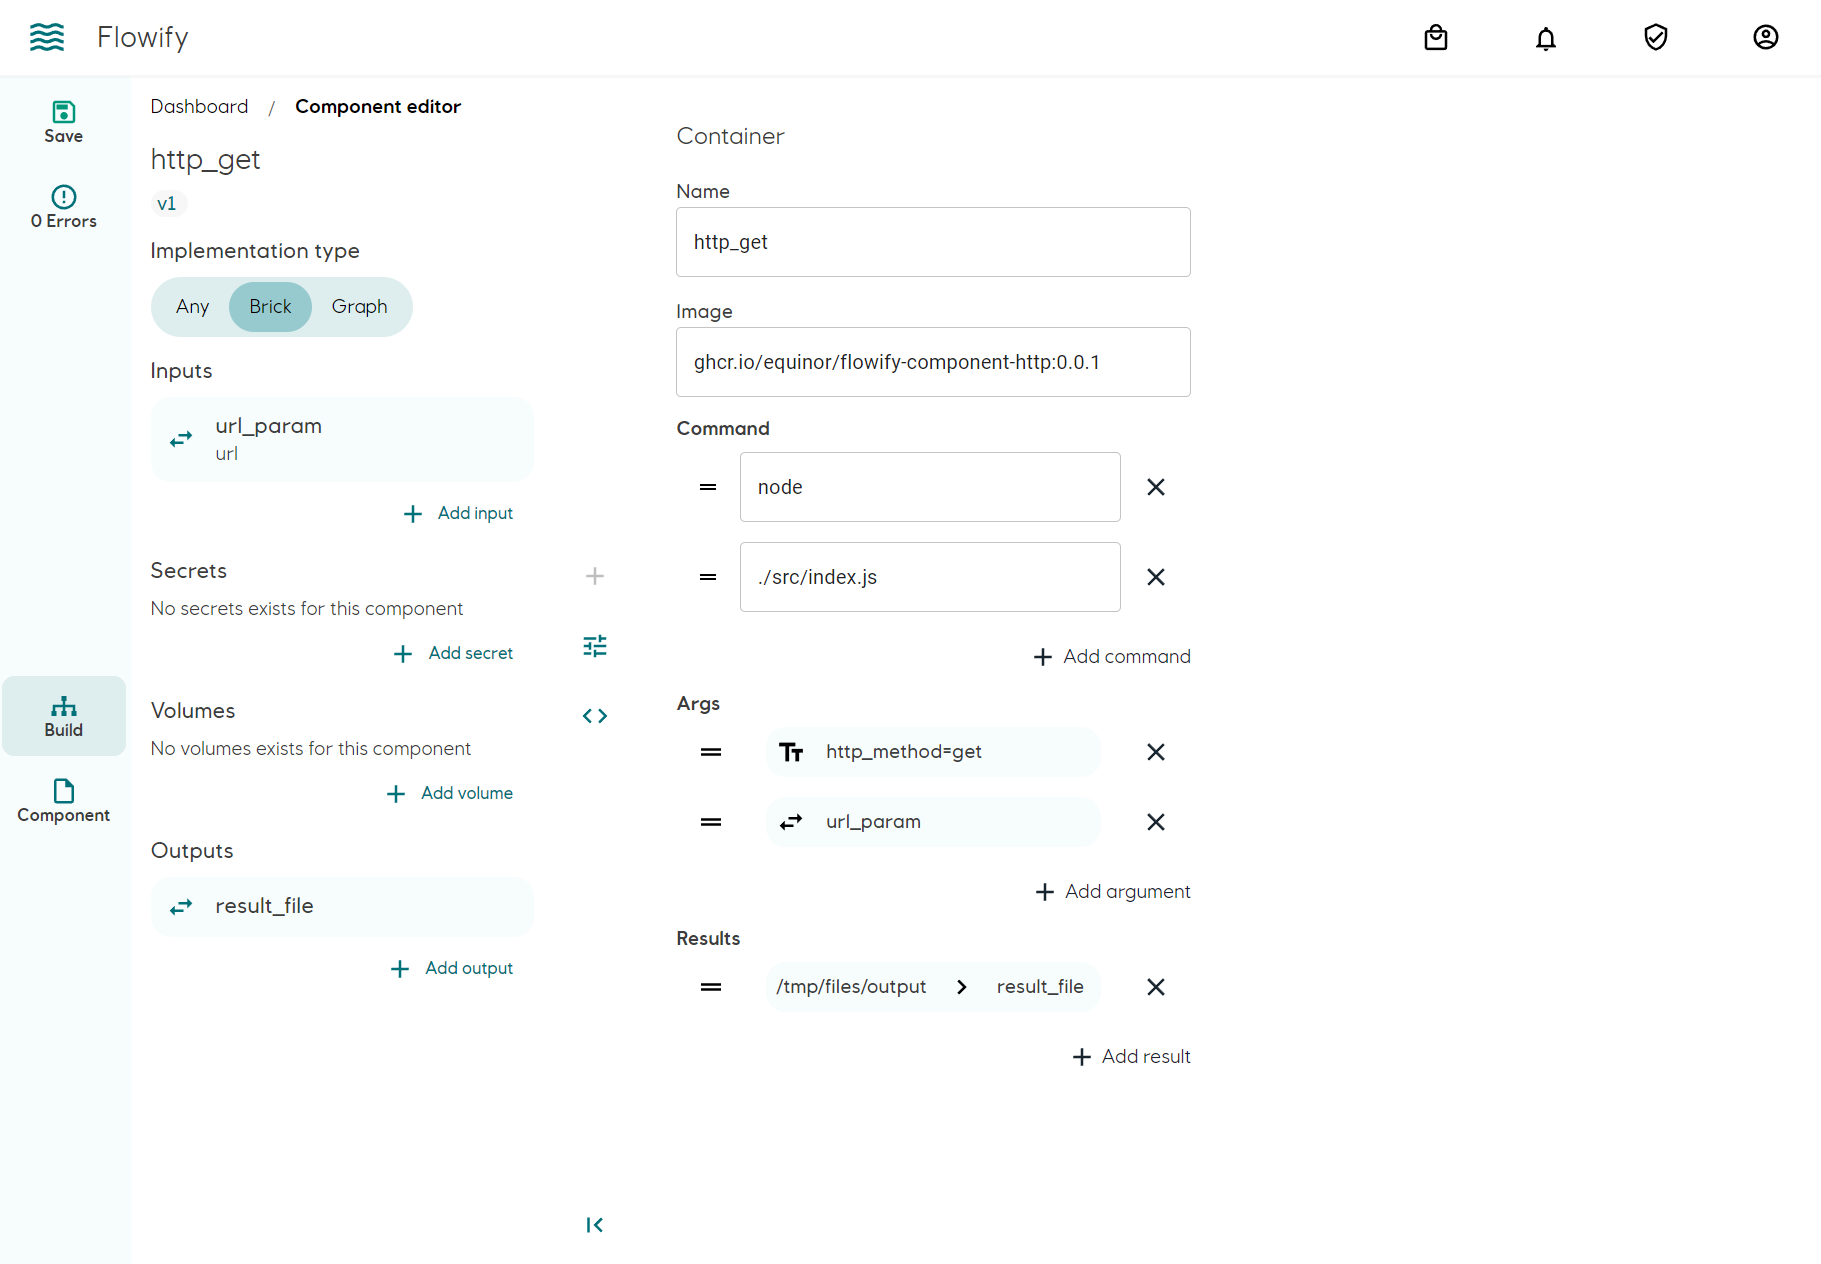 Flowify
Save
0 Errors
Build
Component
Dashboard / Component editor
http_get
v1
Implementation type
Any Brick Graph
Inputs
url_param
url
Add input
Secrets
No secrets exists for this component
Add secret
Volumes
No volumes exists for this component
Add volume
Outputs
result_file
Add output
Container
Name
http_get
Image
ghcr.io/equinor/flowify-component-http:0.0.1
Command
node
./src/index.js
Add command
Args
http_method=get
url_param
Add argument
Results
/tmp/files/output result_file
Add result